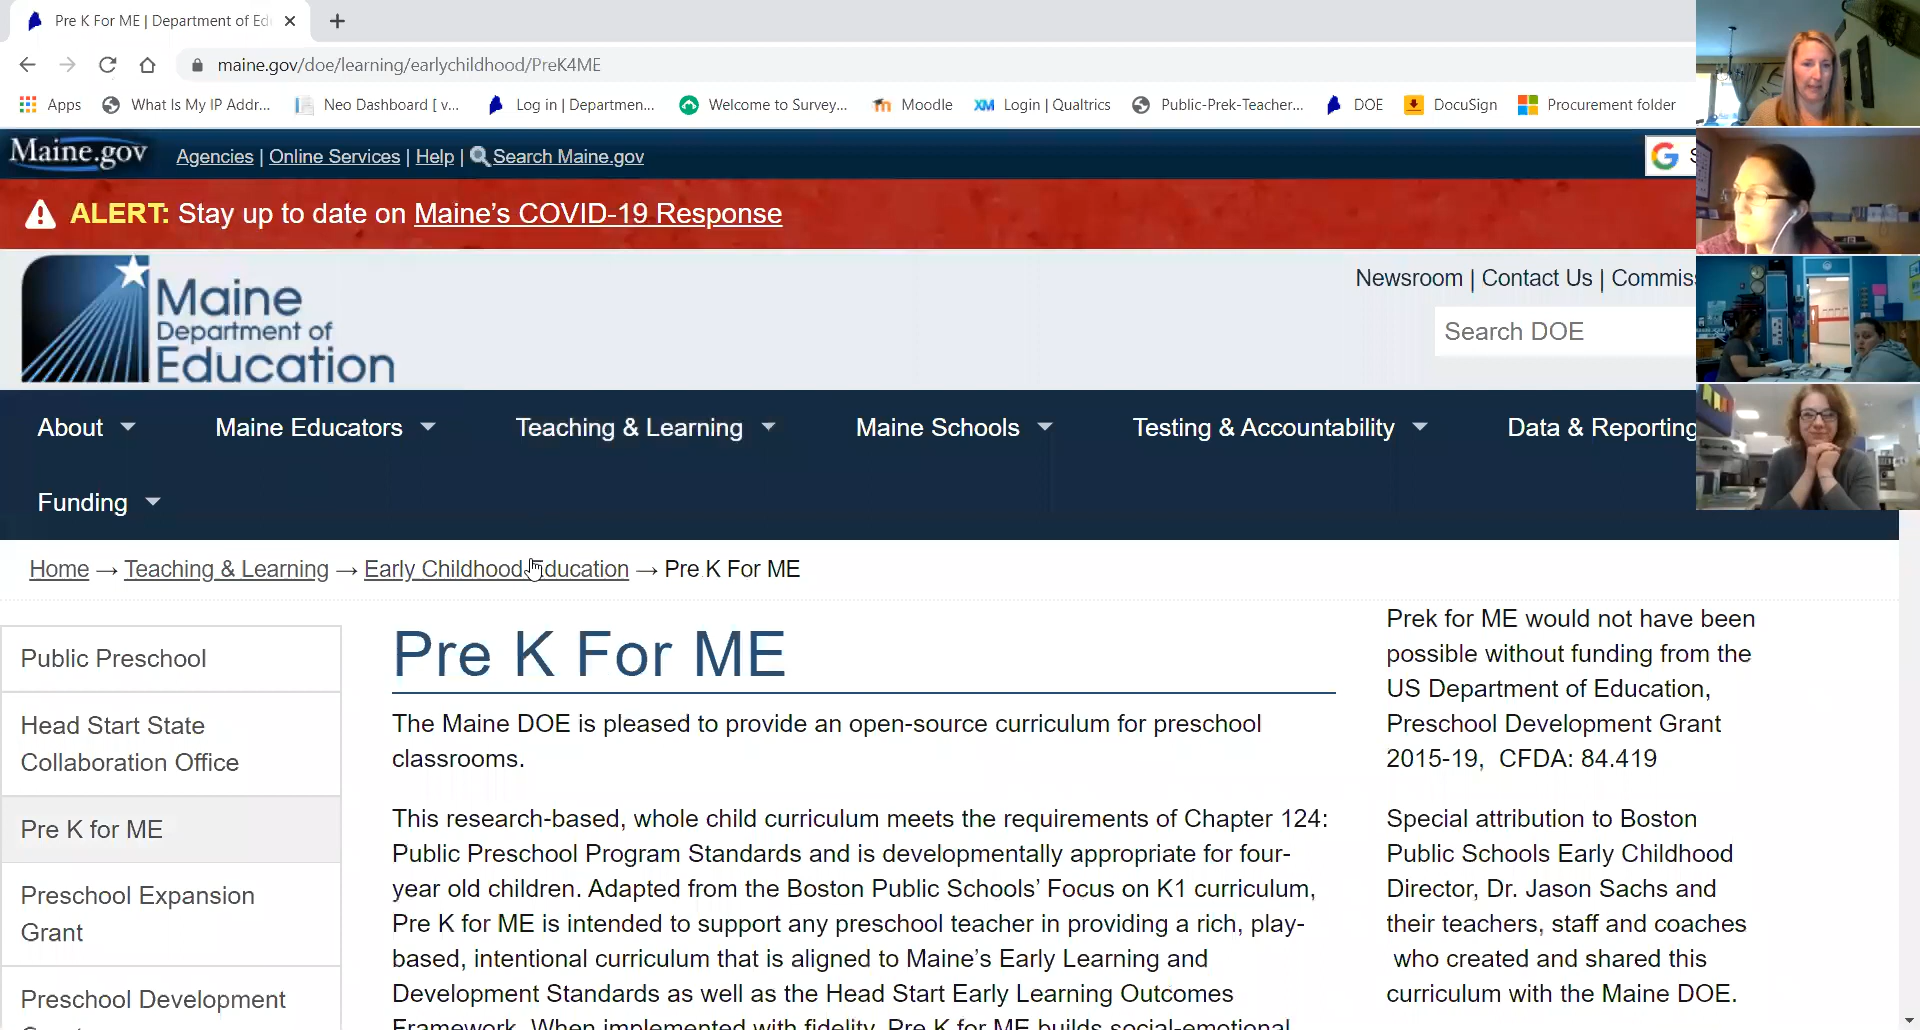 Pre K For ME | Department of Ed
maine.gov/doe/learning/earlychildhood/PreK4ME
Apps What Is My IP Addr... Neo Dashboard [ v... Log in | Departmen... Welcome to Survey... Moodle XM Login | Qualtrics Public-Prek-Teacher... DOE DocuSign Procurement folder
Maine.gov Agencies | Online Services | Help | Search Maine.gov G S
ALERT: Stay up to date on Maine's COVID-19 Response
Maine
Department of
Education
Newsroom | Contact Us | Commis
Search DOE
About Maine Educators Teaching & Learning Maine Schools Testing & Accountability Data & Reporting
Funding
Home → Teaching & Learning → Early Childhood Education → Pre K For ME
Public Preschool
Head Start State
Collaboration Office
Pre K for ME
Preschool Expansion
Grant
Preschool Development
Pre K For ME
The Maine DOE is pleased to provide an open-source curriculum for preschool
classrooms.
This research-based, whole child curriculum meets the requirements of Chapter 124:
Public Preschool Program Standards and is developmentally appropriate for four-
year old children. Adapted from the Boston Public Schools' Focus on K1 curriculum,
Pre K for ME is intended to support any preschool teacher in providing a rich, play-
based, intentional curriculum that is aligned to Maine's Early Learning and
Development Standards as well as the Head Start Early Learning Outcomes
Framework. When implemented with fidelity, Pre K for ME builds social-emotional
Prek for ME would not have been
possible without funding from the
US Department of Education,
Preschool Development Grant
2015-19, CFDA: 84.419
Special attribution to Boston
Public Schools Early Childhood
Director, Dr. Jason Sachs and
their teachers, staff and coaches
who created and shared this
curriculum with the Maine DOE.